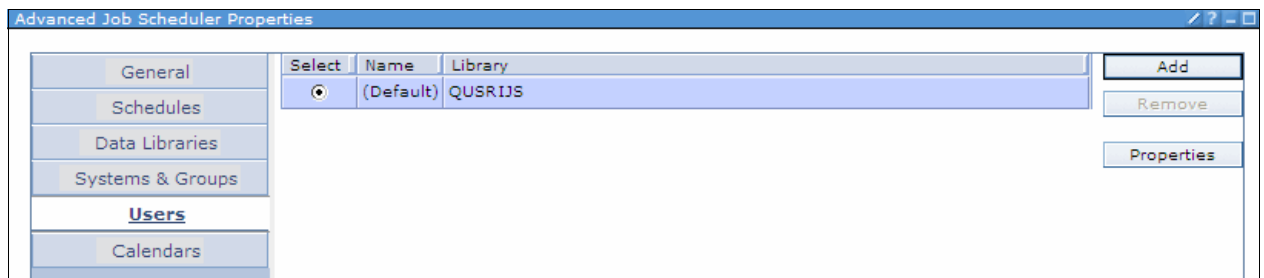 Advanced Job Scheduler Properties
? 
General
Schedules
Data Libraries
Systems & Groups
Users
Calendars
Select Name Library
(Default) QUSRIJS
Add
Remove
Properties